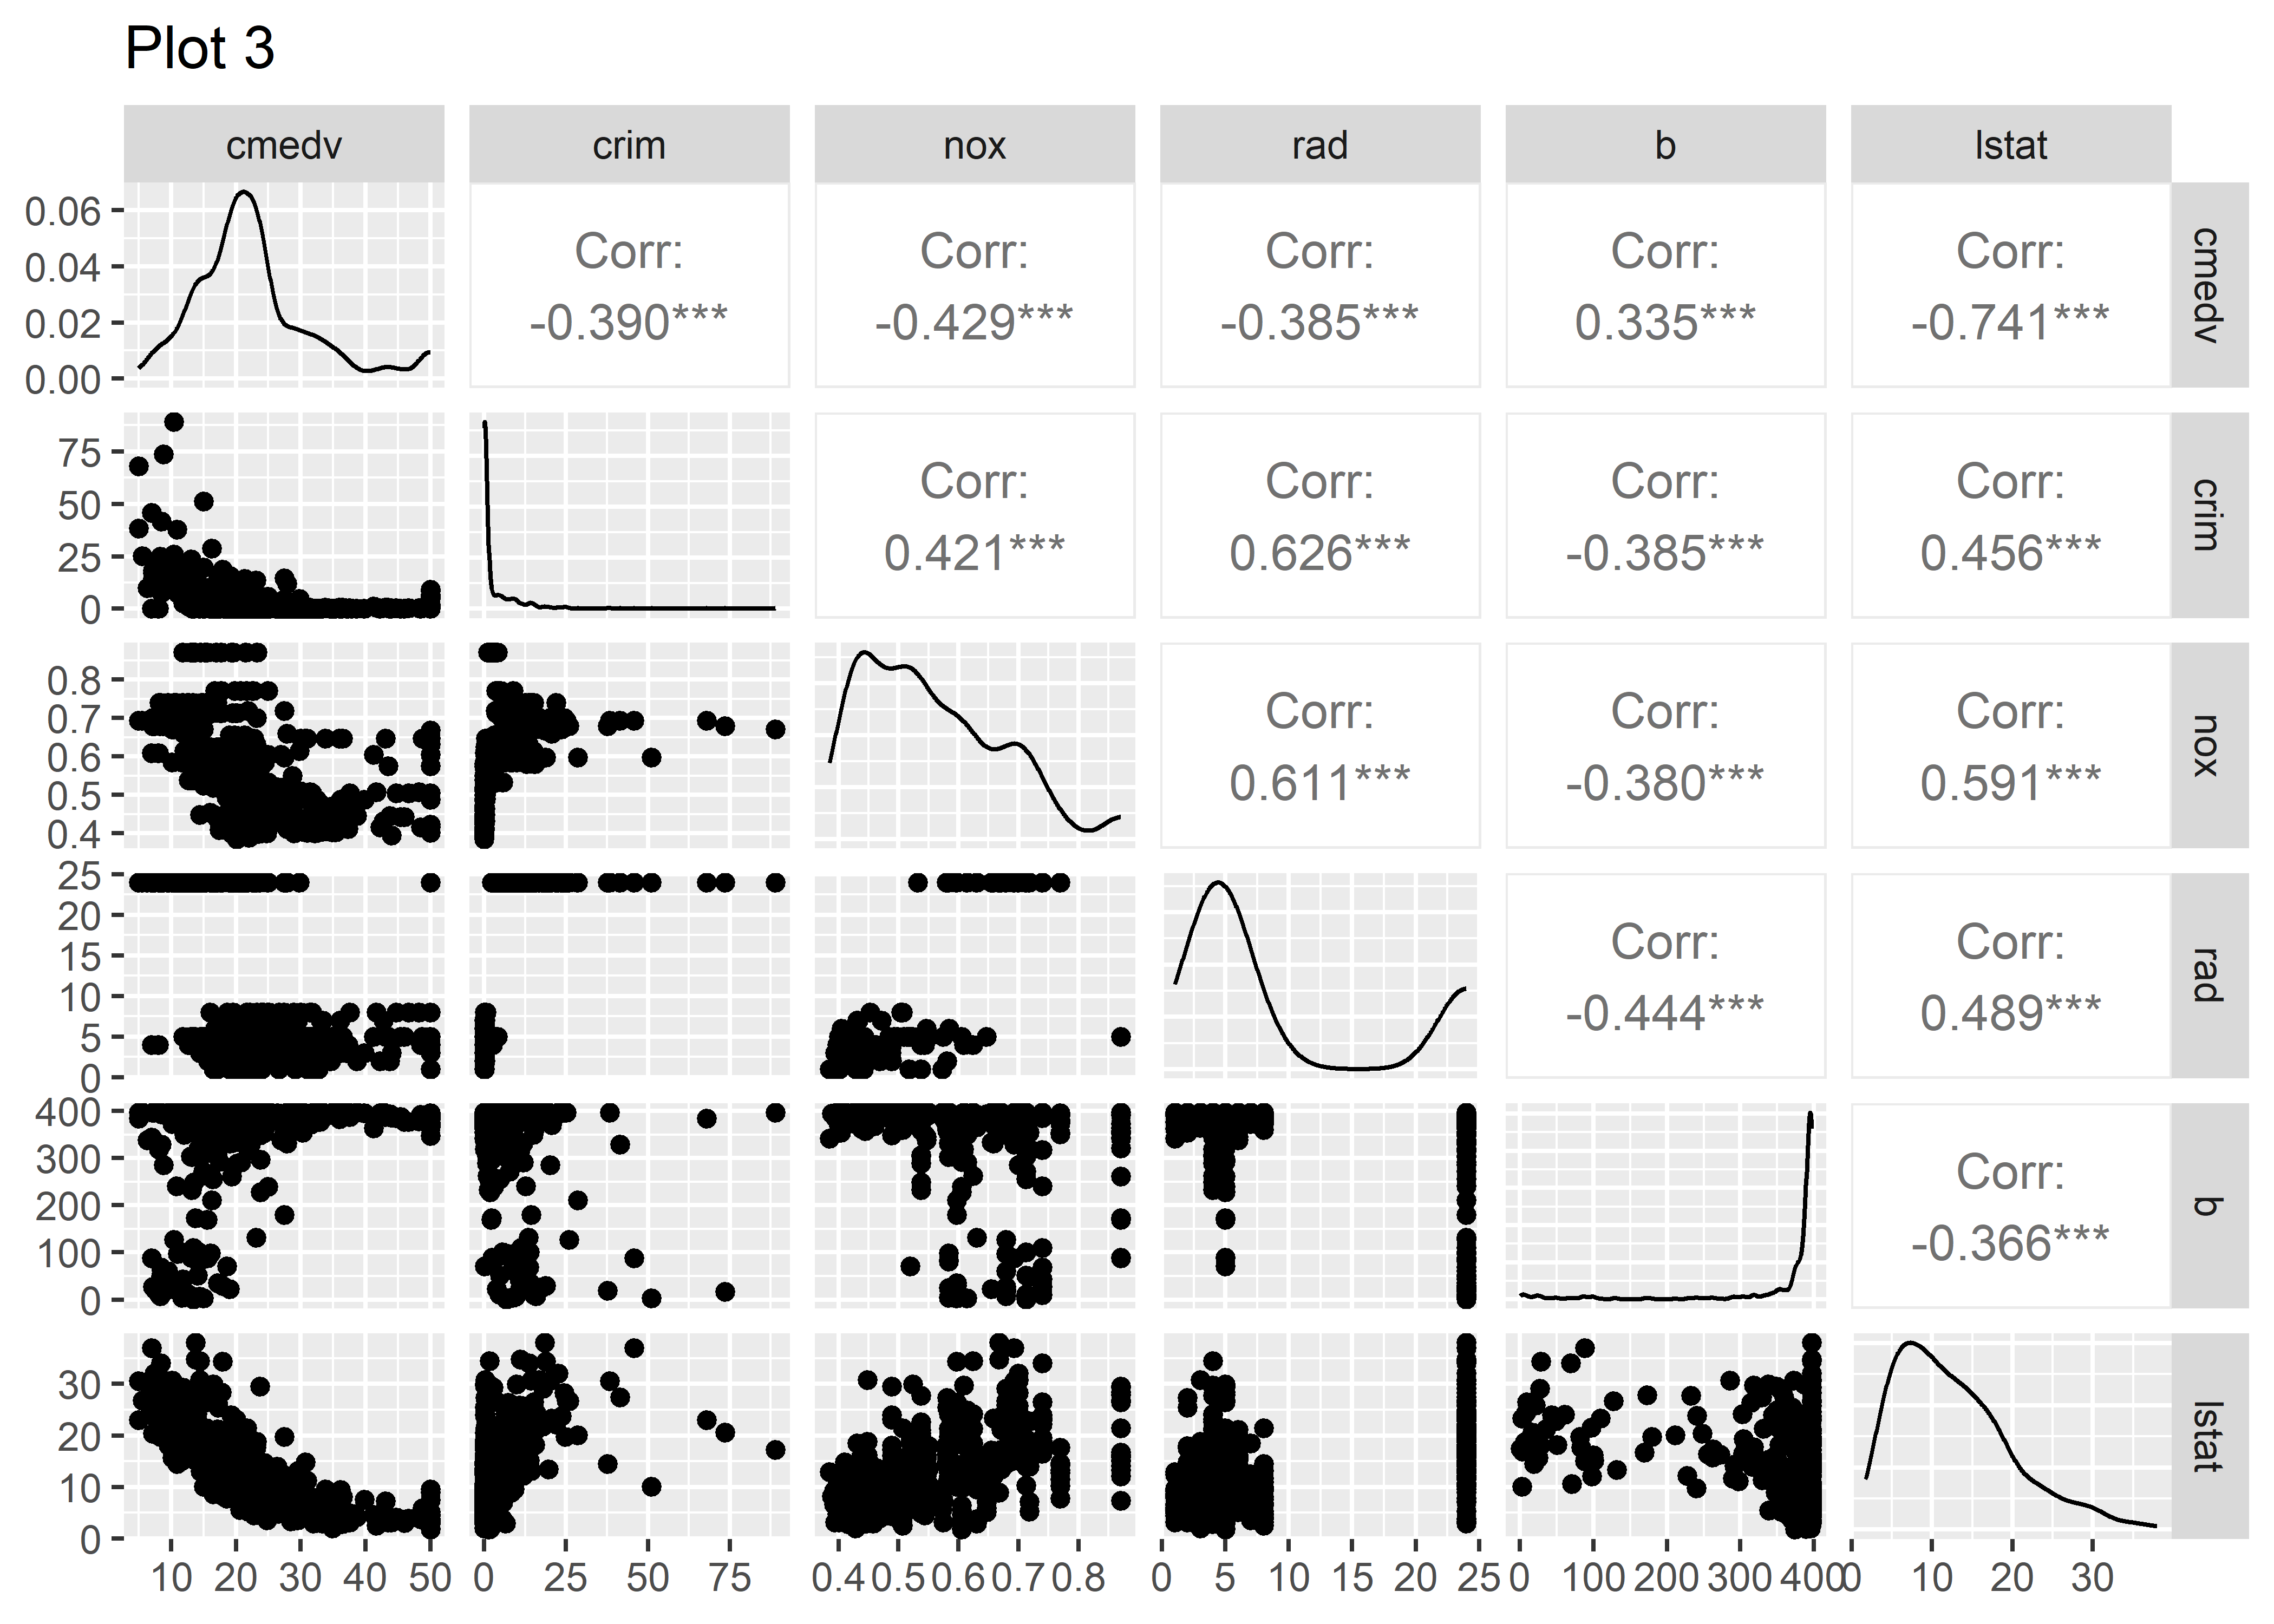 Plot 3
cmedv crim nox rad b lstat
0.06
0.04
0.02
0.00
Corr:
-0.390***
Corr:
-0.429***
Corr:
-0.385***
Corr:
0.335***
Corr:
-0.741***
cmedv
75
50
25
0
Corr:
0.421***
Corr:
0.626***
Corr:
-0.385***
Corr:
0.456***
crim
0.8
0.7
0.6
0.5
0.4
Corr:
0.611***
Corr:
-0.380***
Corr:
0.591***
nox
25
20
15
10
5
0
Corr:
-0.444***
Corr:
0.489***
rad
400
300
200
100
0
Corr:
-0.366***
b
30
20
10
0
lstat
10 20 30 40 50 0 25 50 75 0.4 0.5 0.6 0.7 0.8 0 5 10 15 20 25 0 100 200 300 400 0 10 20 30